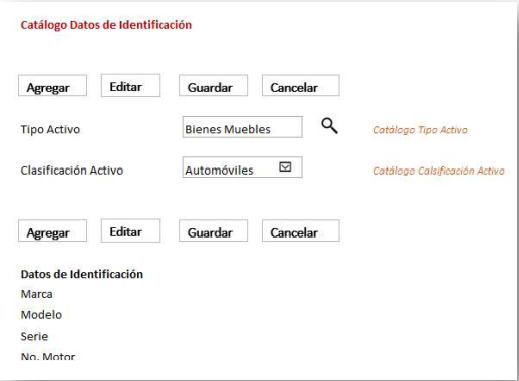 Catálogo Datos de Identificación
Agregar Editar Guardar Cancelar
Tipo Activo Bienes Muebles Catálogo Tipo Activo
Clasificación Activo Automóviles Catálogo Calsificación Activo
Agregar Editar Guardar Cancelar
Datos de Identificación
Marca
Modelo
Serie
No. Motor